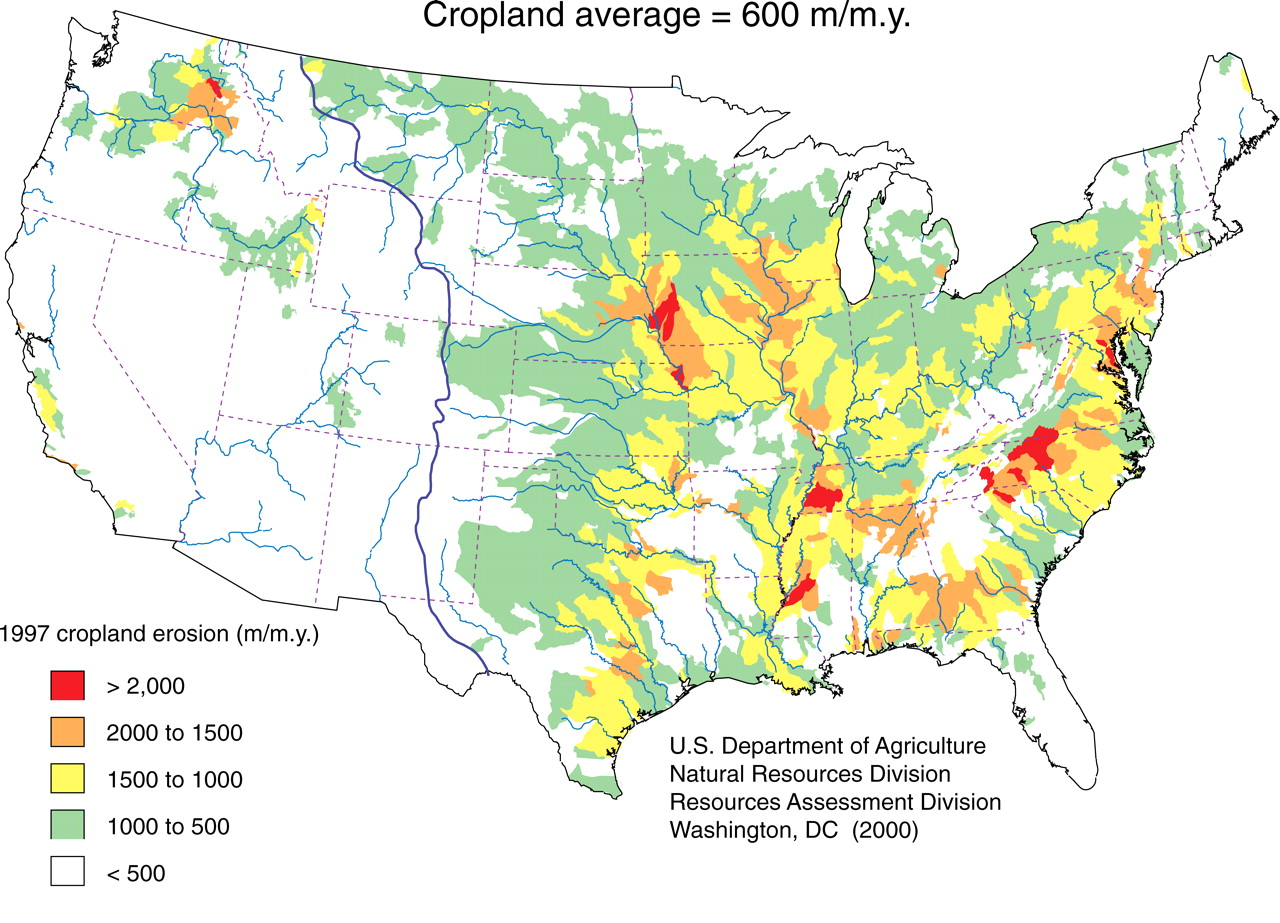 Cropland average = 600 m/m.y.
1997 cropland erosion (m/m.y.)
> 2,000
2000 to 1500
1500 to 1000
1000 to 500
< 500
U.S. Department of Agriculture
Natural Resources Division
Resources Assessment Division
Washington, DC (2000)